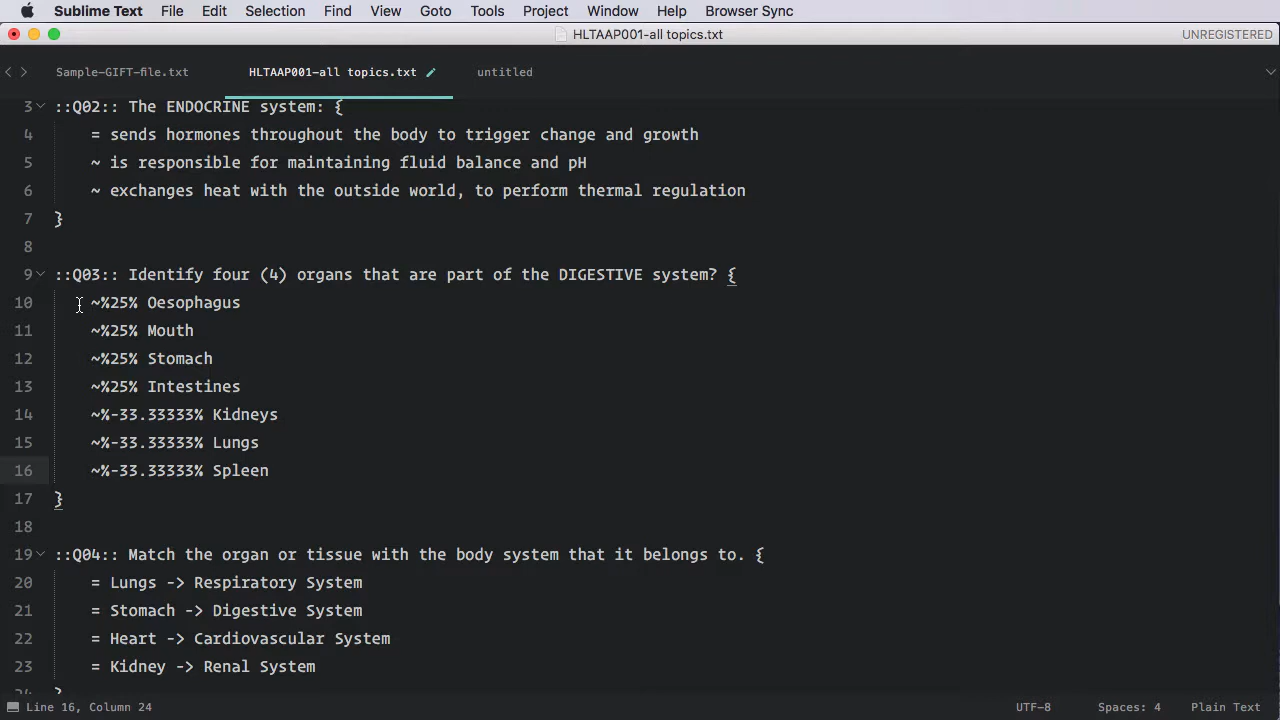 Sublime Text File Edit Selection Find View Goto Tools Project Window Help Browser Sync
HLTAAP001-all topics.txt UNREGISTERED
Sample-GIFT-file.txt HLTAAP001-all topics.txt untitled
3 ::Q02:: The ENDOCRINE system: {
4 = sends hormones throughout the body to trigger change and growth
5 ~ is responsible for maintaining fluid balance and pH
6 ~ exchanges heat with the outside world, to perform thermal regulation
7 }
8
9 ::Q03:: Identify four (4) organs that are part of the DIGESTIVE system? {
10 ~%25% Oesophagus
11 ~%25% Mouth
12 ~%25% Stomach
13 ~%25% Intestines
14 ~%-33.33333% Kidneys
15 ~%-33.33333% Lungs
16 ~%-33.33333% Spleen
17 }
18
19 ::Q04:: Match the organ or tissue with the body system that it belongs to. {
20 = Lungs -> Respiratory System
21 = Stomach -> Digestive System
22 = Heart -> Cardiovascular System
23 = Kidney -> Renal System
24 }
Line 16, Column 24 UTF-8 Spaces: 4 Plain Text